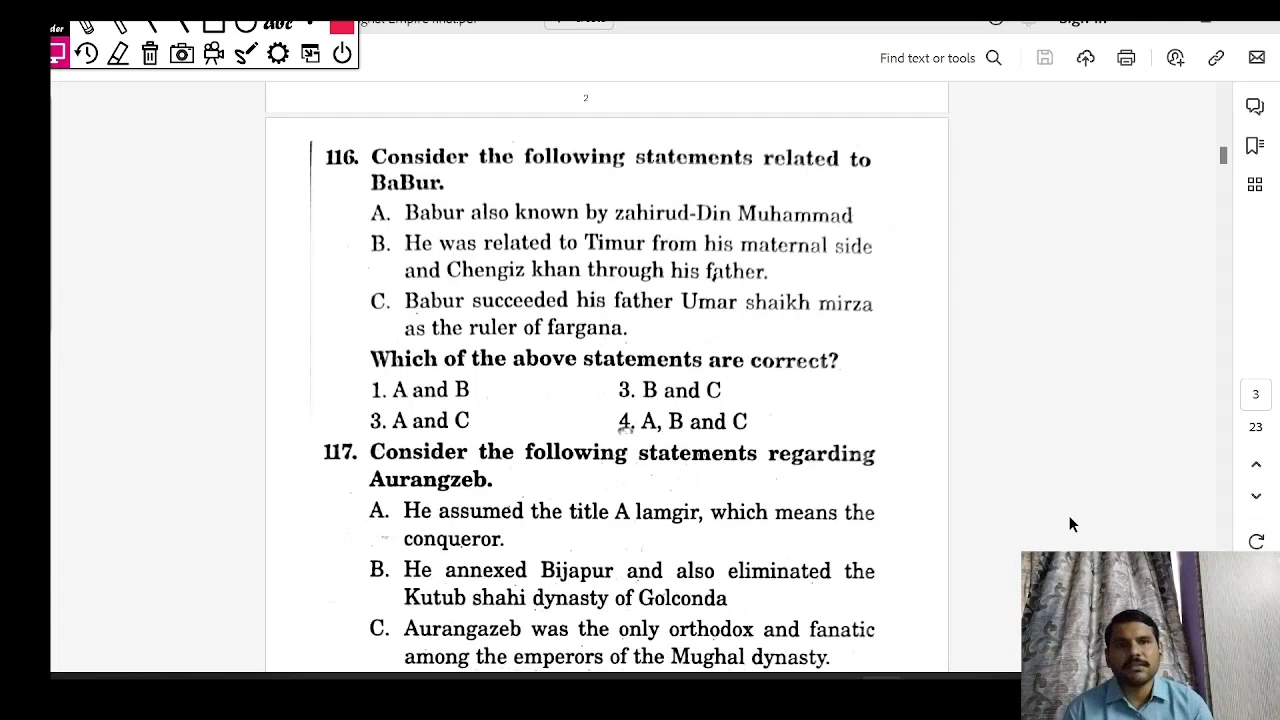 abc
Find text or tools
2
116. Consider the following statements related to
BaBur.
A. Babur also known by zahirud-Din Muhammad
B. He was related to Timur from his maternal side
and Chengiz khan through his father.
C. Babur succeeded his father Umar shaikh mirza
as the ruler of fargana.
Which of the above statements are correct?
1. A and B 3. B and C
3. A and C 4. A, B and C
117. Consider the following statements regarding
Aurangzeb.
A. He assumed the title A lamgir, which means the
conqueror.
B. He annexed Bijapur and also eliminated the
Kutub shahi dynasty of Golconda
C. Aurangazeb was the only orthodox and fanatic
among the emperors of the Mughal dynasty.
3
23